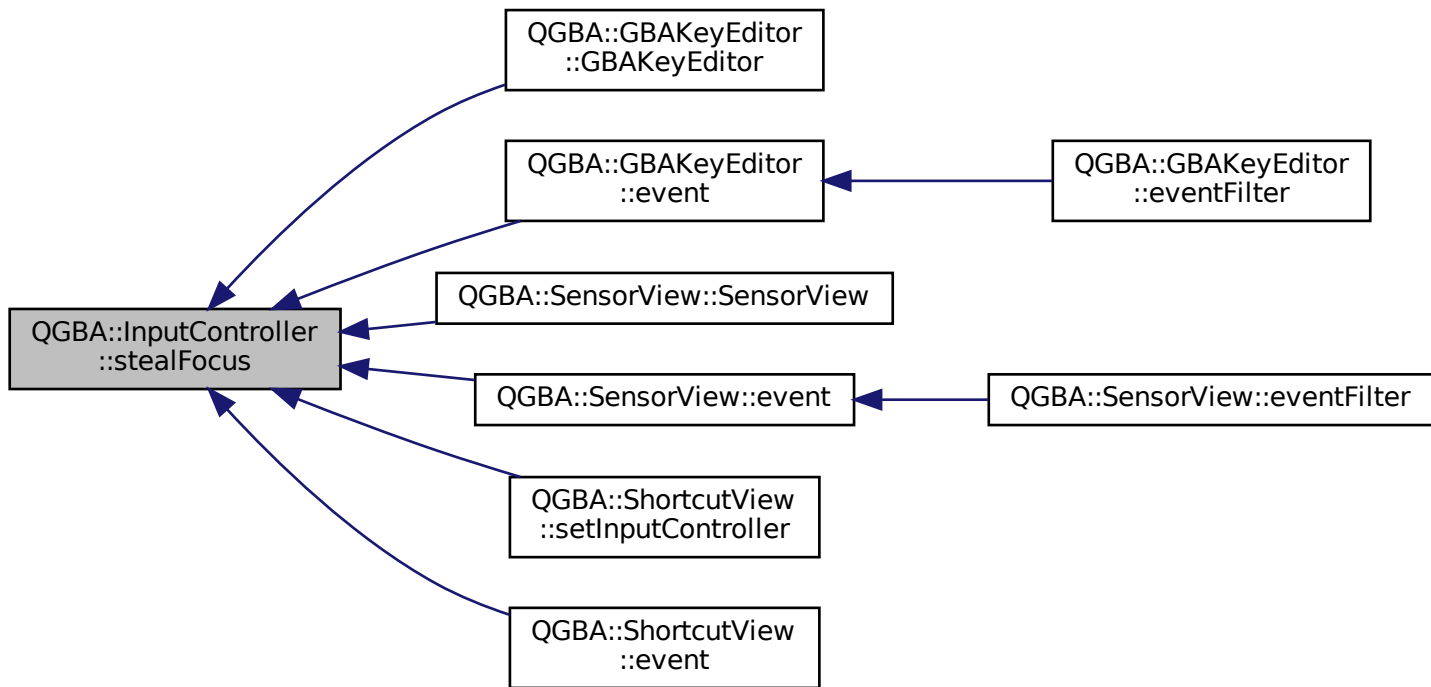 QGBA::GBAKeyEditor
::GBAKeyEditor
QGBA::GBAKeyEditor
::event
QGBA::GBAKeyEditor
::eventFilter
QGBA::SensorView::SensorView
QGBA::InputController
::stealFocus
QGBA::SensorView::event
QGBA::SensorView::eventFilter
QGBA::ShortcutView
::setInputController
QGBA::ShortcutView
::event